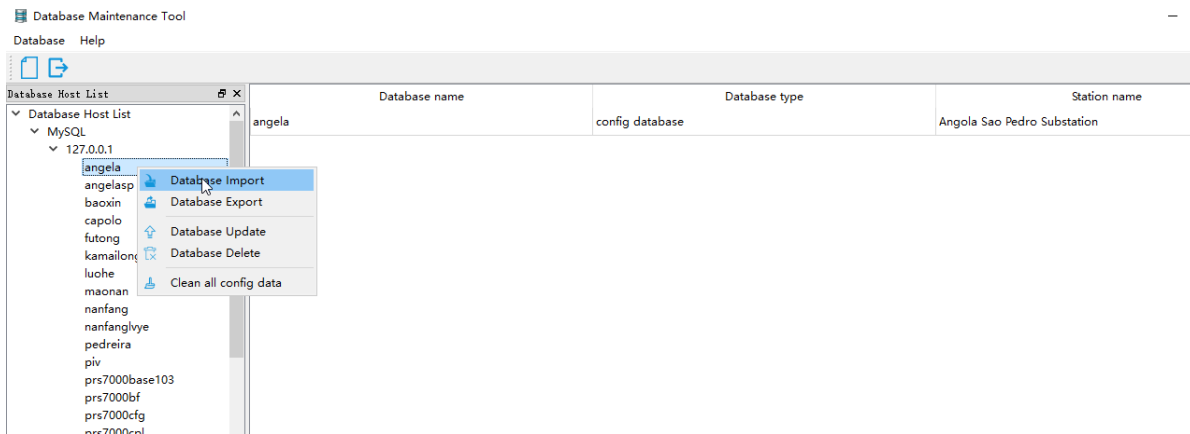 Database Maintenance Tool
Database Help
Database Host List
Database name Database type Station name
Database Host List
angela config database Angola Sao Pedro Substation
MySQL
127.0.0.1
angela
Database Import
angelasp
baoxin
Database Export
capolo
futong
Database Update
kamailong
Database Delete
luohe
maonan
Clean all config data
nanfang
nanfanglvye
pedreira
piv
prs7000base103
prs7000bf
prs7000cfg
prs7000cpl